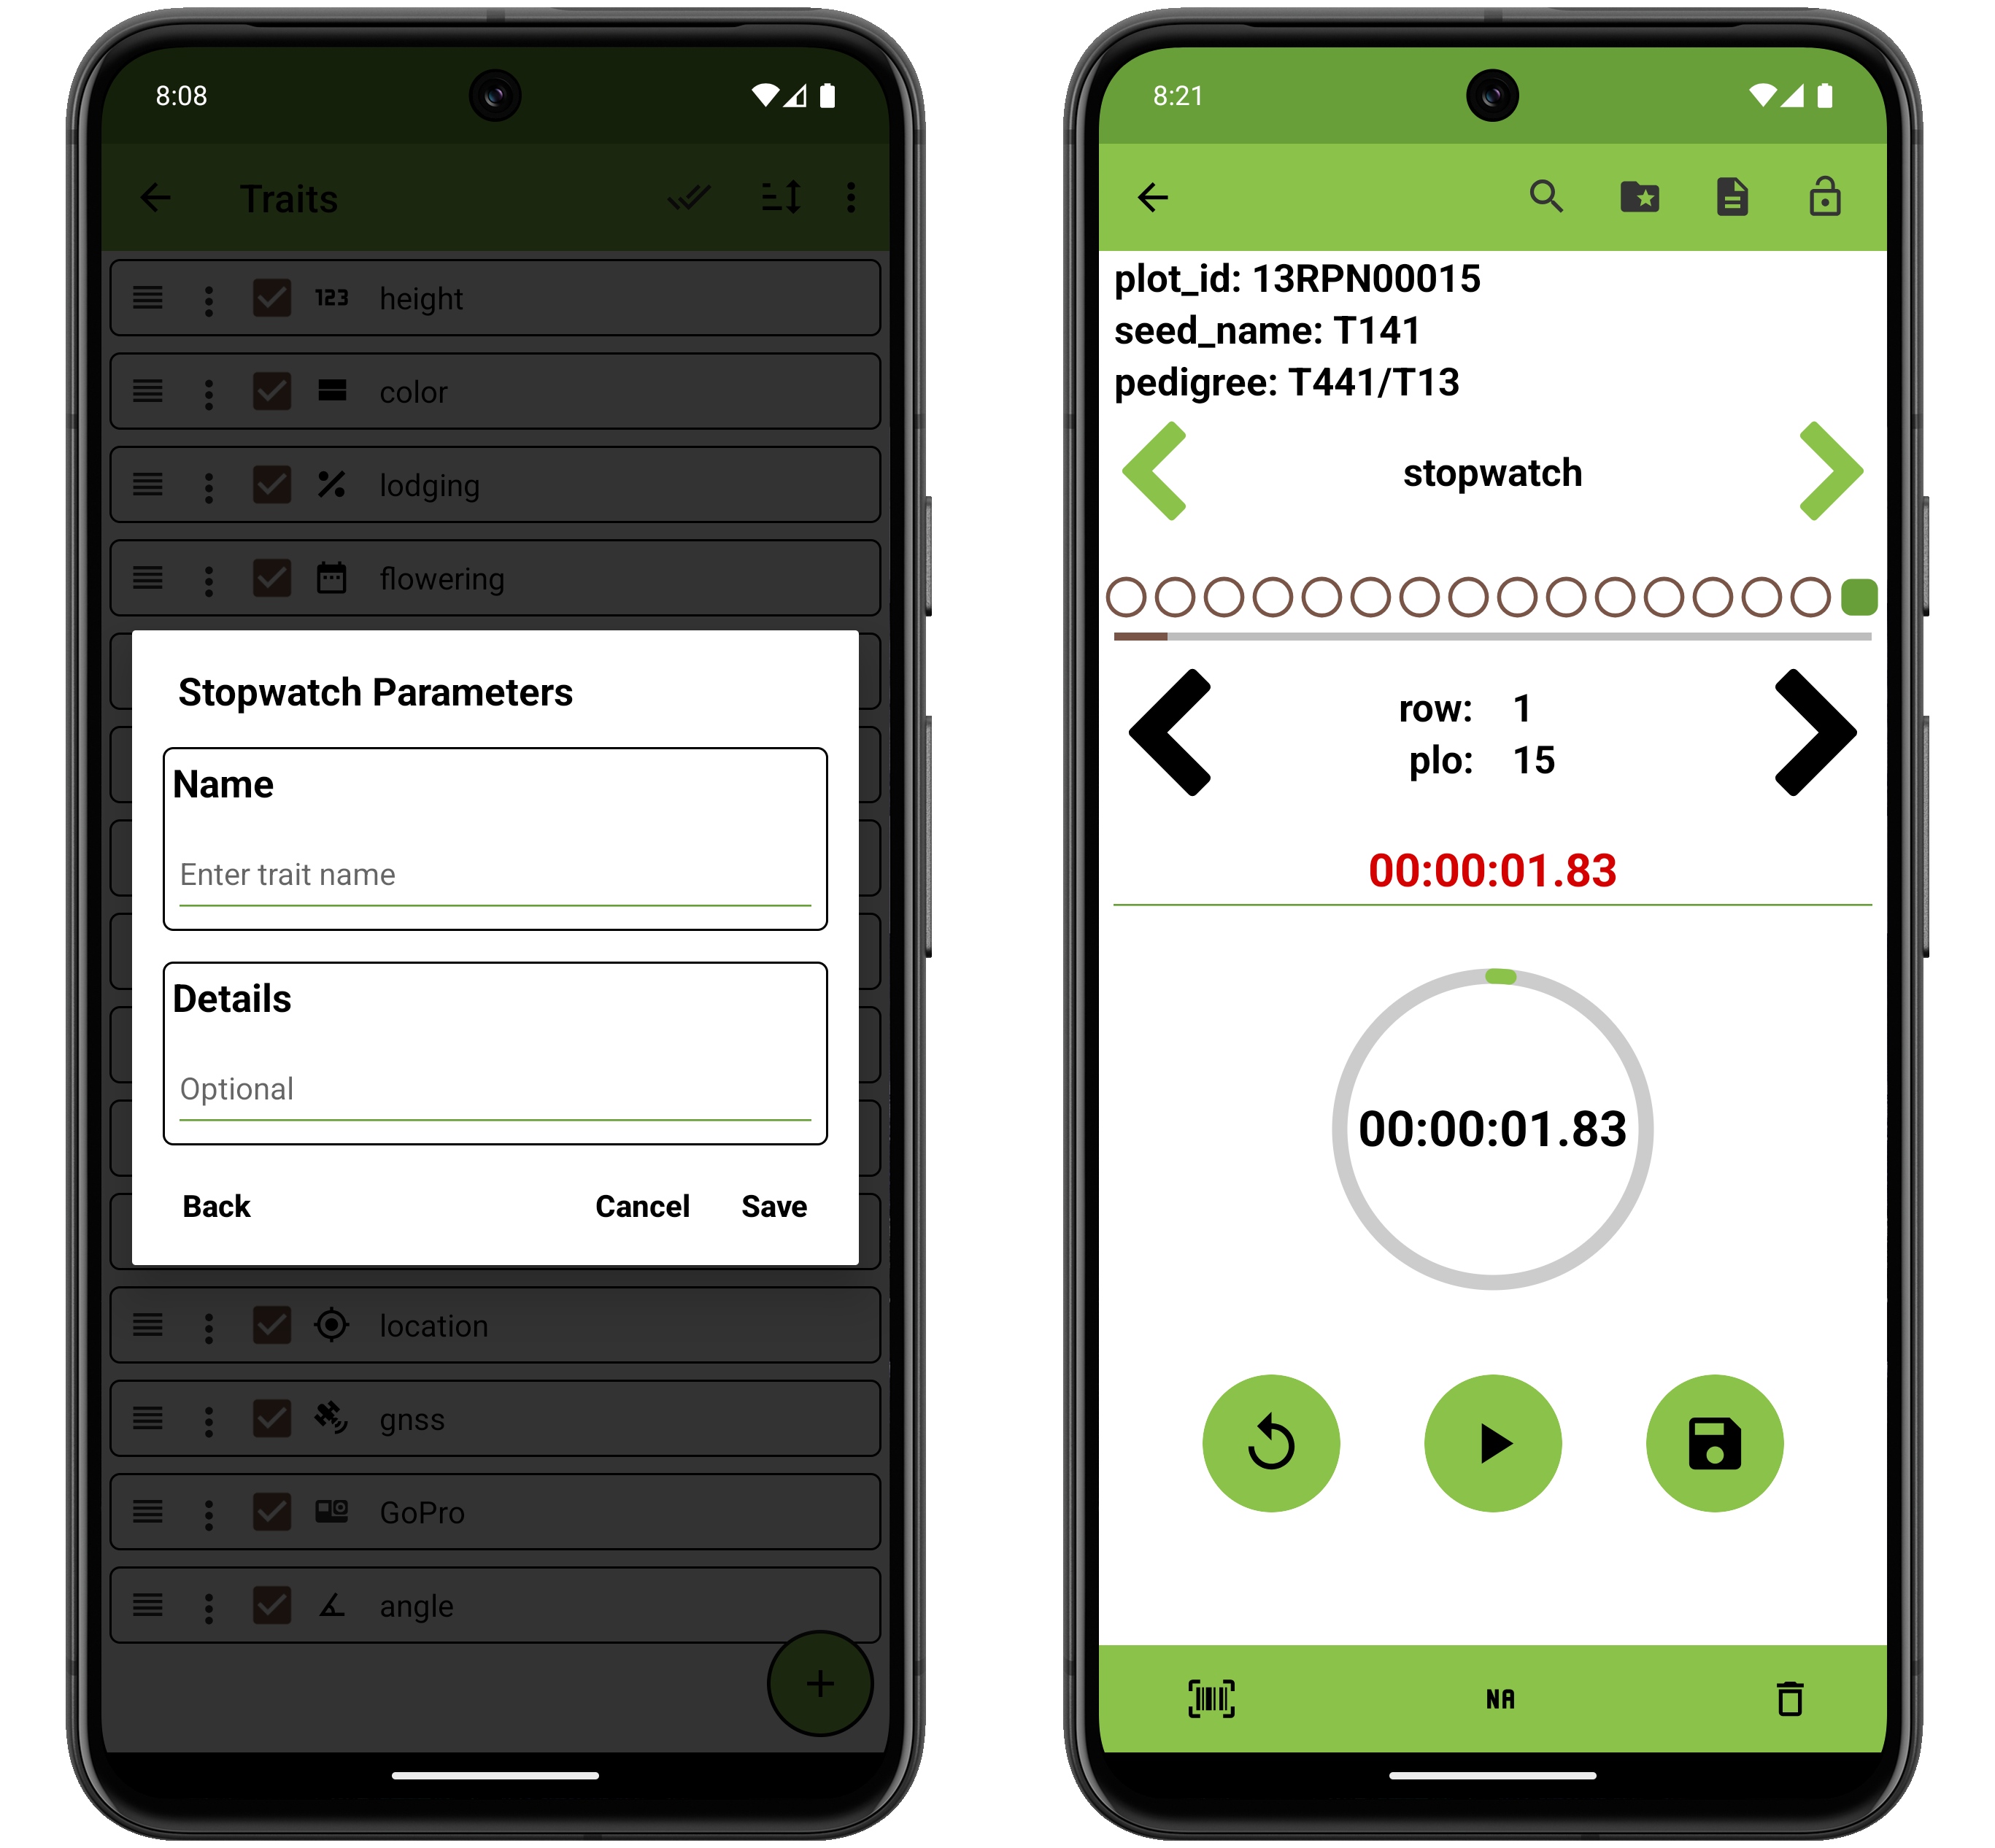 8:08
Traits
123 height
color
lodging
flowering
Stopwatch Parameters
Name
Enter trait name
Details
Optional
Back Cancel Save
location
gnss
GoPro
angle
8:21
plot_id: 13RPN00015
seed_name: T141
pedigree: T441/T13
stopwatch
row: 1
plo: 15
00:00:01.83
00:00:01.83
NA